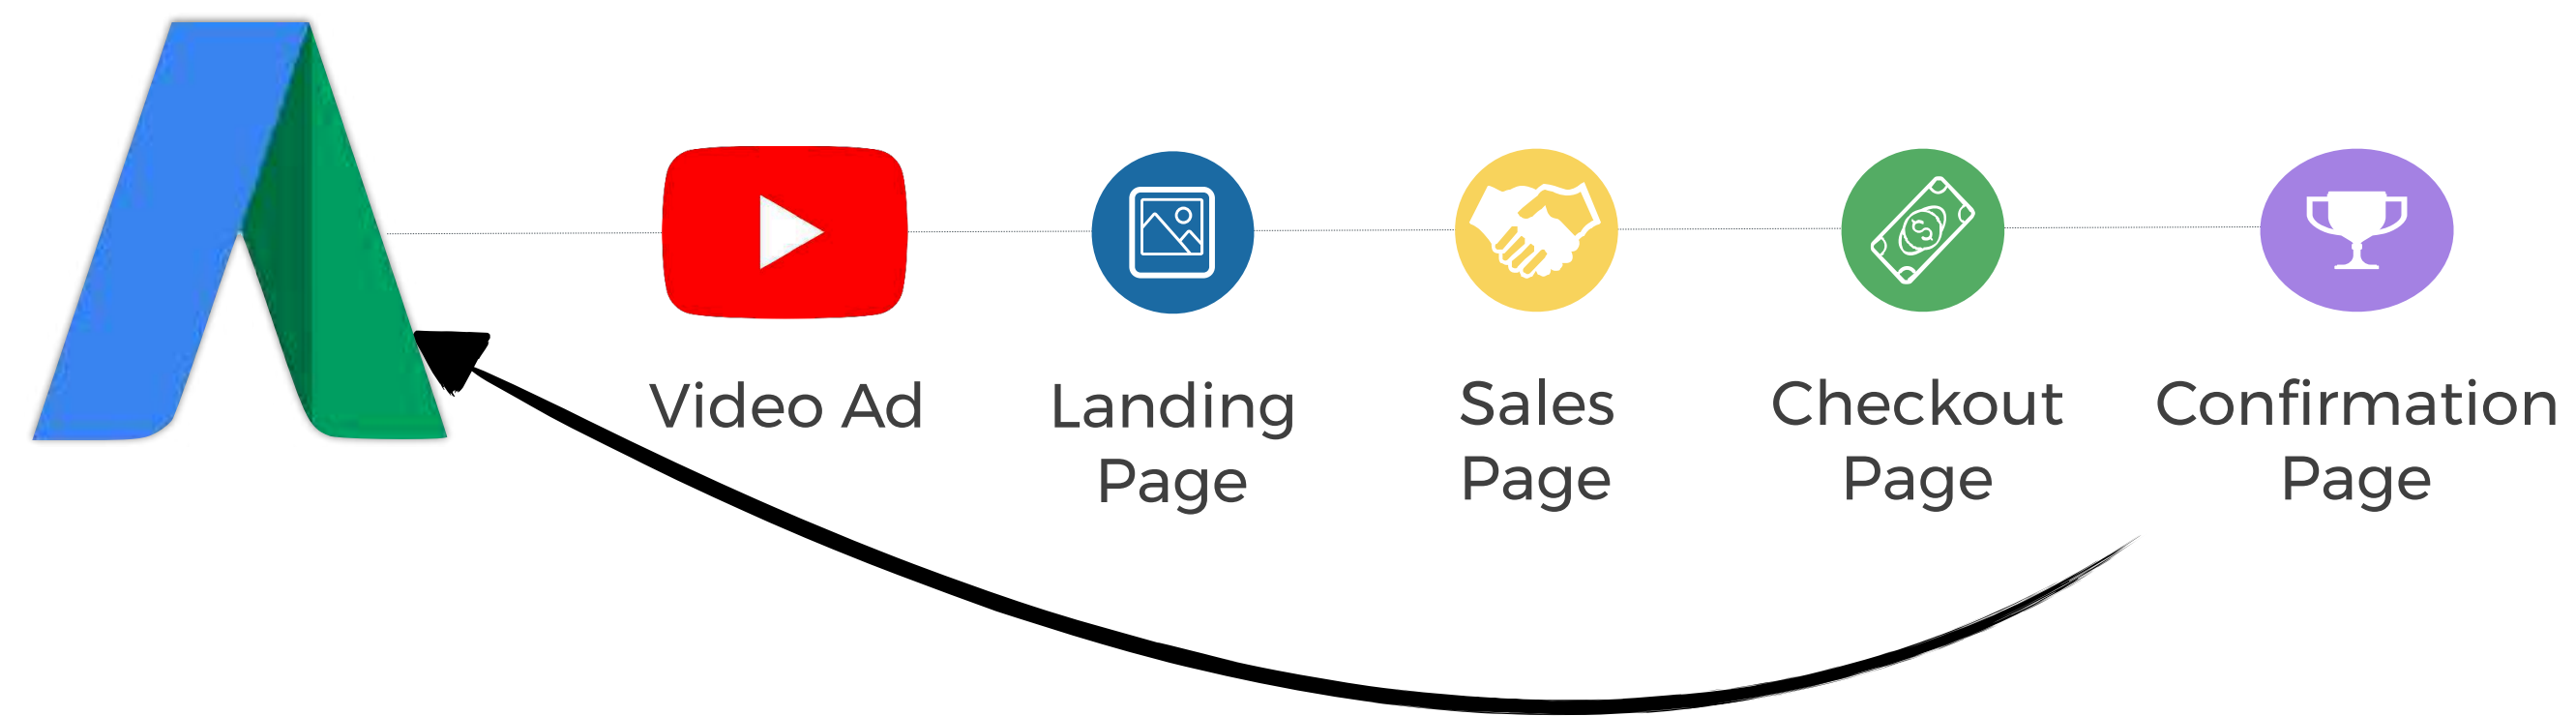 Video Ad
Landing
Page
Sales
Page
Checkout
Page
Confirmation
Page